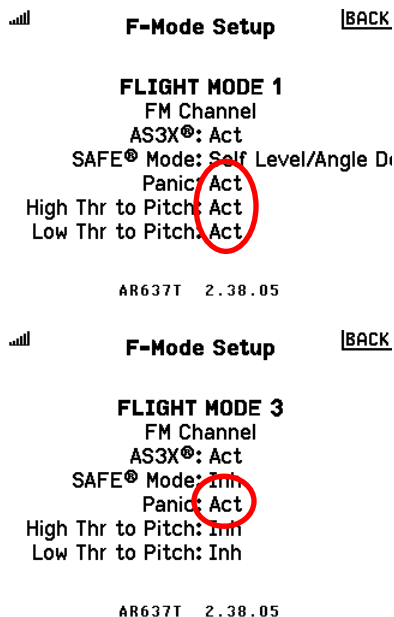 F-Mode Setup
BACK
FLIGHT MODE 1
FM Channel
AS3X®: Act
SAFE® Mode: Self Level/Angle De
Panic: Act
High Thr to Pitch: Act
Low Thr to Pitch: Act
AR637T 2.38.05
F-Mode Setup
BACK
FLIGHT MODE 3
FM Channel
AS3X®: Act
SAFE® Mode: Inh
Panic: Act
High Thr to Pitch: Inh
Low Thr to Pitch: Inh
AR637T 2.38.05